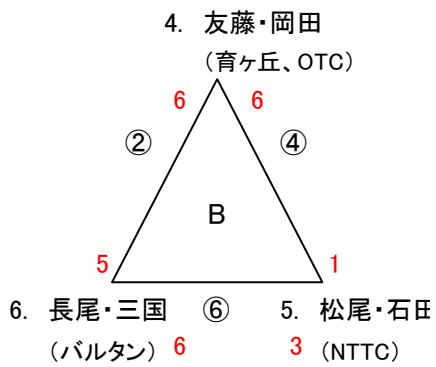 4. 友藤・岡田
(育ヶ丘、OTC)
6 6
② ④
B
5 1
6. 長尾・三国 ⑥ 5. 松尾・石田
(バルタン) 6 3 (NTTC)